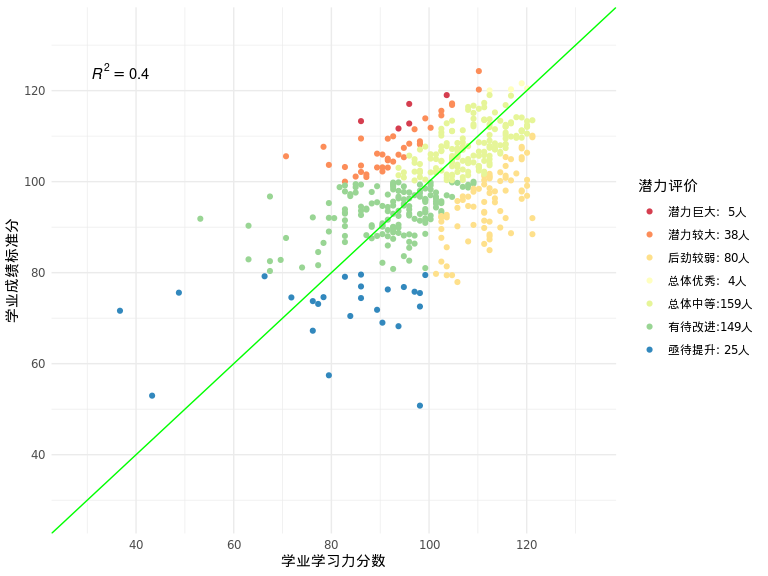 R² = 0.4
120
100
80
60
40
学业成绩标准分
40 60 80 100 120
学业学习力分数
潜力评价
潜力巨大: 5人
潜力较大: 38人
后劲较弱: 80人
总体优秀: 4人
总体中等:159人
有待改进:149人
亟待提升: 25人